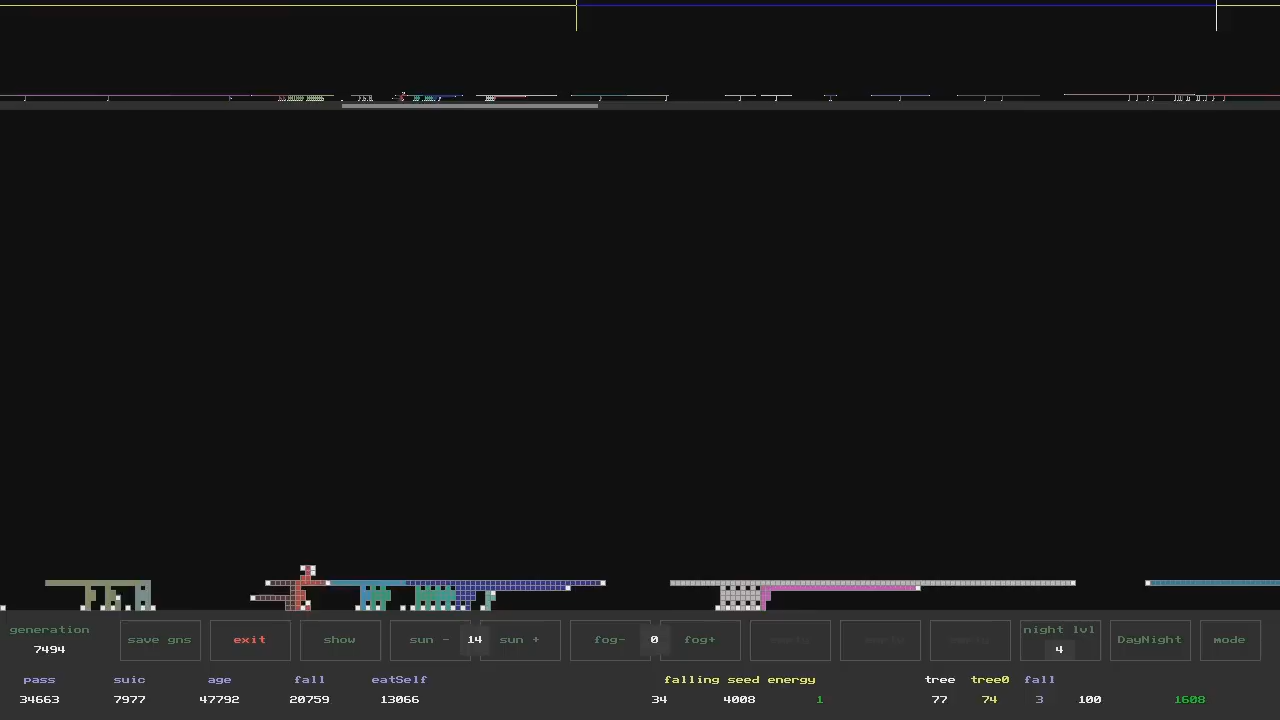 generation
7494
save gns
exit
show
sun - 14 sun +
fog- 0 fog+
night lvl
4
DayNight
mode
pass suic age fall eatSelf falling seed energy tree tree0 fall
34663 7977 47792 20759 13066 34 4008 1 77 74 3 100 1608